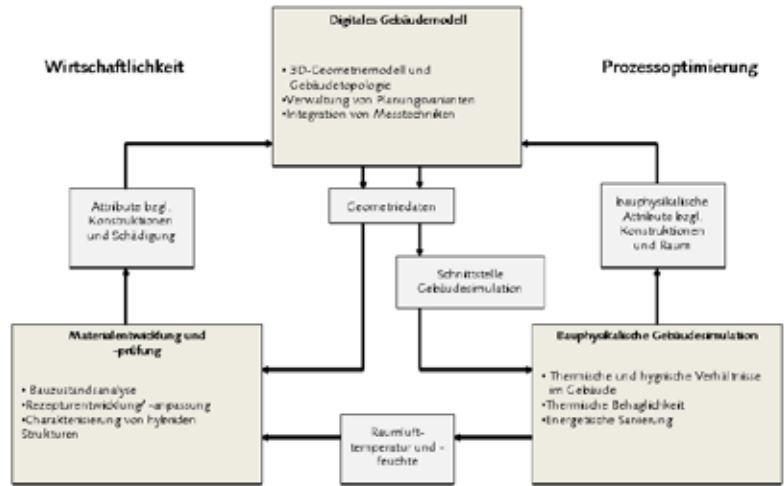 Digitales Gebäudemodell
• 3D-Geometriemodell und
Gebäudetopologie
•Verwaltung von Planungsvarianten
•Integration von Messtechniken
Wirtschaftlichkeit
Prozessoptimierung
Attribute bzgl.
Konstruktionen
und Schädigung
Geometriedaten
bauphysikalische
Attribute bzgl.
Konstruktionen
und Raum
Schnittstelle
Gebäudesimulation
Materialentwicklung und
-prüfung
• Bauzustandsanalyse
•Rezepturentwicklung/ -anpassung
•Charakterisierung von hybriden
Strukturen
Raumluft-
temperatur und -
feuchte
Bauphysikalische Gebäudesimulation
• Thermische und hygrische Verhältnisse
im Gebäude
•Thermische Behaglichkeit
•Energetische Sanierung